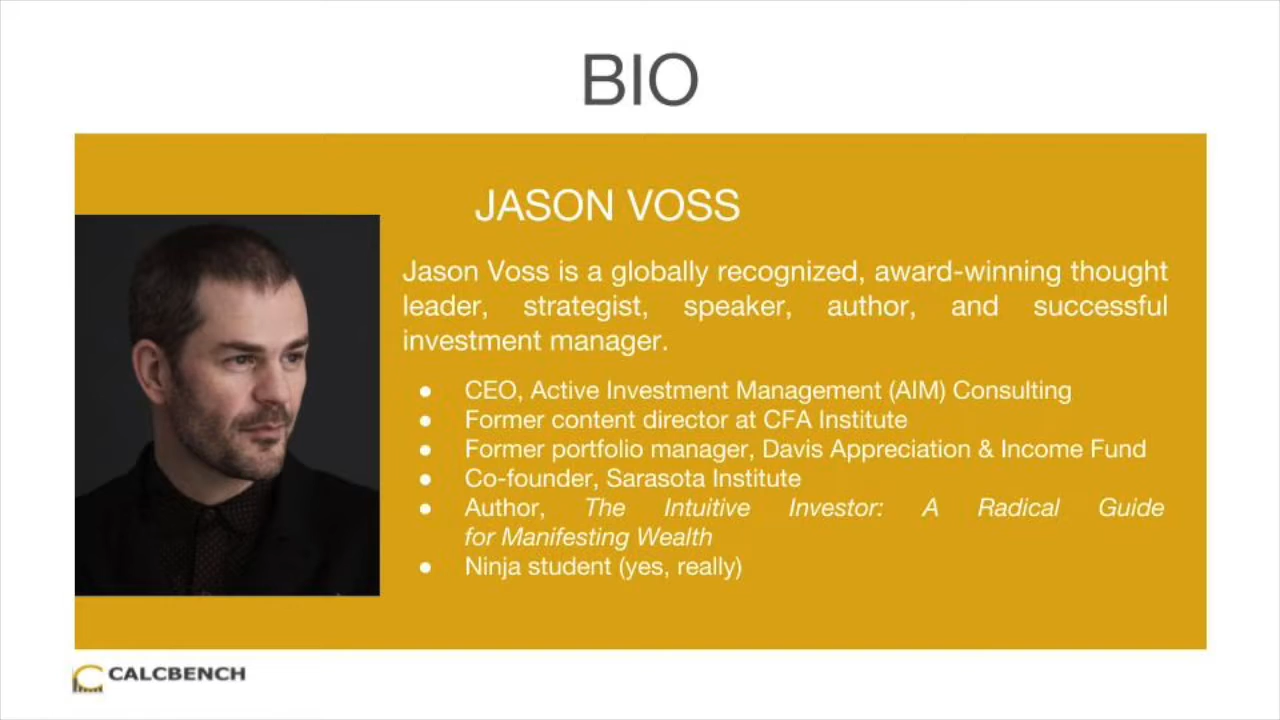 BIO
JASON VOSS
Jason Voss is a globally recognized, award-winning thought
leader, strategist, speaker, author, and successful
investment manager.
● CEO, Active Investment Management (AIM) Consulting
● Former content director at CFA Institute
● Former portfolio manager, Davis Appreciation & Income Fund
● Co-founder, Sarasota Institute
● Author, The Intuitive Investor: A Radical Guide
for Manifesting Wealth
● Ninja student (yes, really)
CALCBENCH